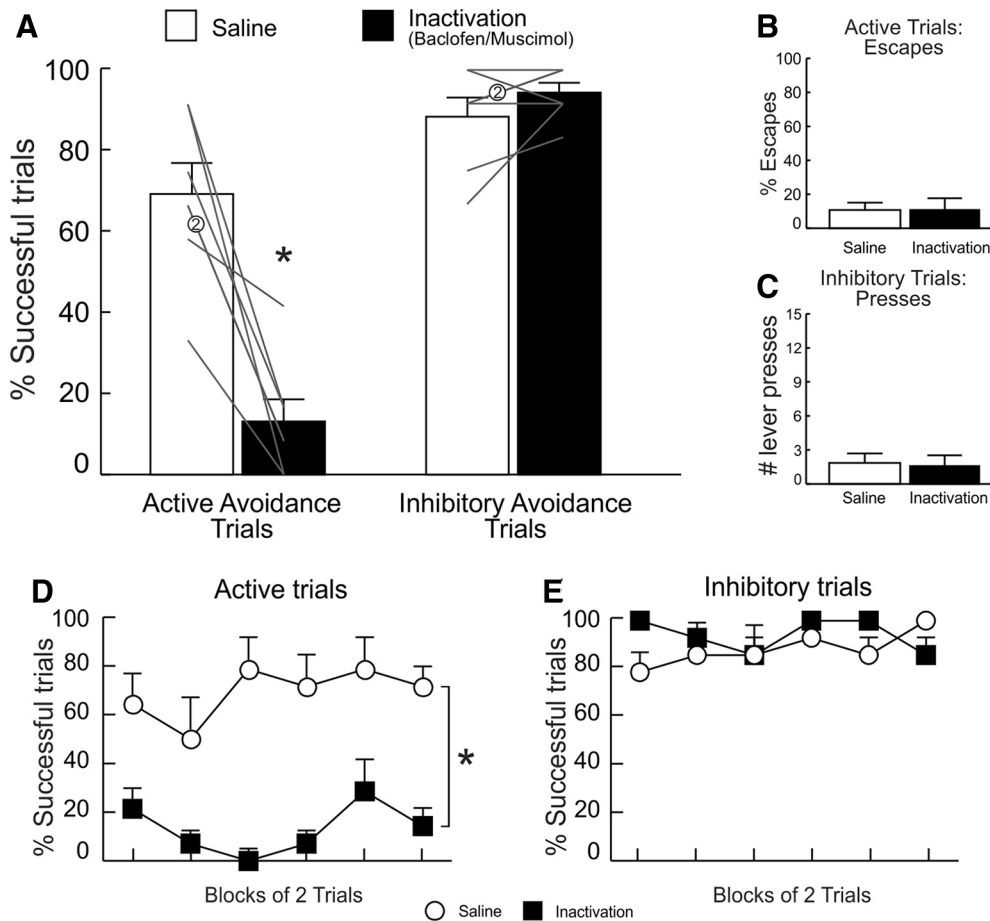 A
Saline
Inactivation
(Baclofen/Muscimol)
% Successful trials
100
80
60
40
20
0
2
*
2
Active Avoidance
Trials
Inhibitory Avoidance
Trials
B
Active Trials:
Escapes
% Escapes
100
80
60
40
20
0
Saline
Inactivation
C
Inhibitory Trials:
Presses
# lever presses
15
12
9
6
3
0
Saline
Inactivation
D
Active trials
% Successful trials
100
80
60
40
20
0
*
Blocks of 2 Trials
E
Inhibitory trials
% Successful trials
100
80
60
40
20
0
Blocks of 2 Trials
Saline
Inactivation